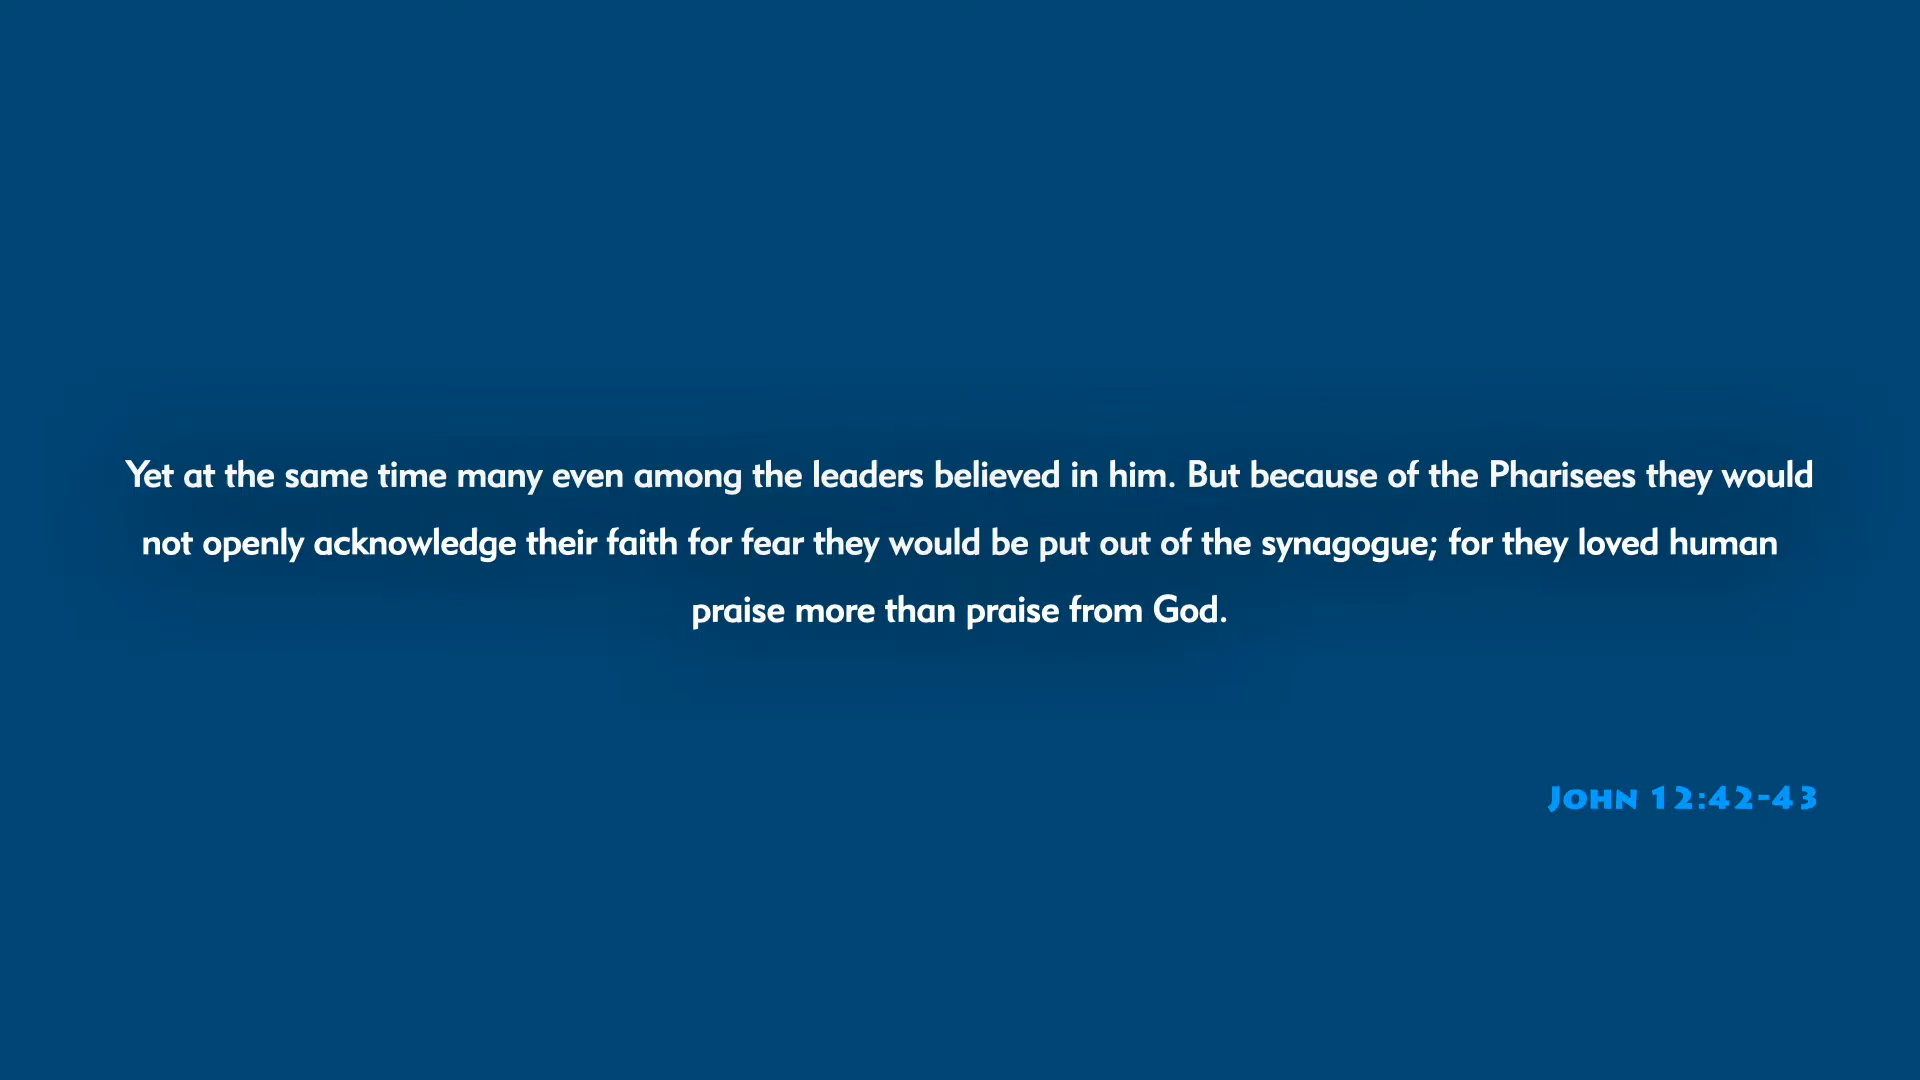 Yet at the same time many even among the leaders believed in him. But because of the Pharisees they would
not openly acknowledge their faith for fear they would be put out of the synagogue; for they loved human
praise more than praise from God.
John 12:42-43